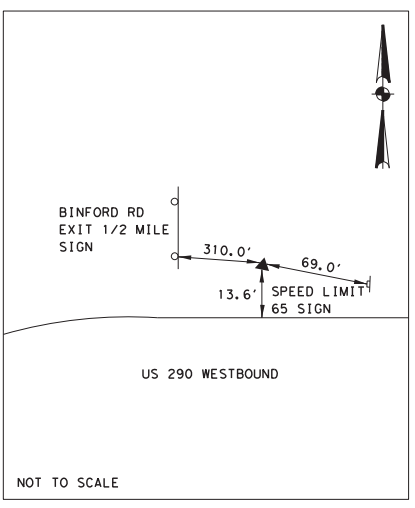 BINFORD RD
EXIT 1/2 MILE
SIGN
310.0'
69.0'
13.6'
SPEED LIMIT
65 SIGN
US 290 WESTBOUND
NOT TO SCALE